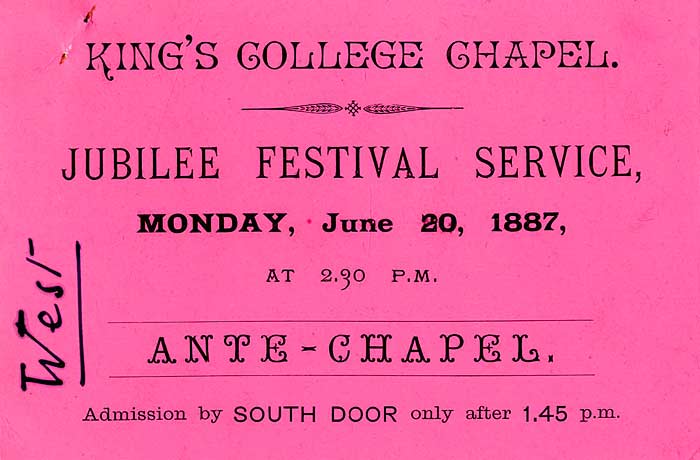 KING'S COLLEGE CHAPEL.
JUBILEE FESTIVAL SERVICE,
MONDAY, June 20, 1887,
AT 2.30 P.M.
West
ANTE-CHAPEL.
Admission by SOUTH DOOR only after 1.45 p.m.